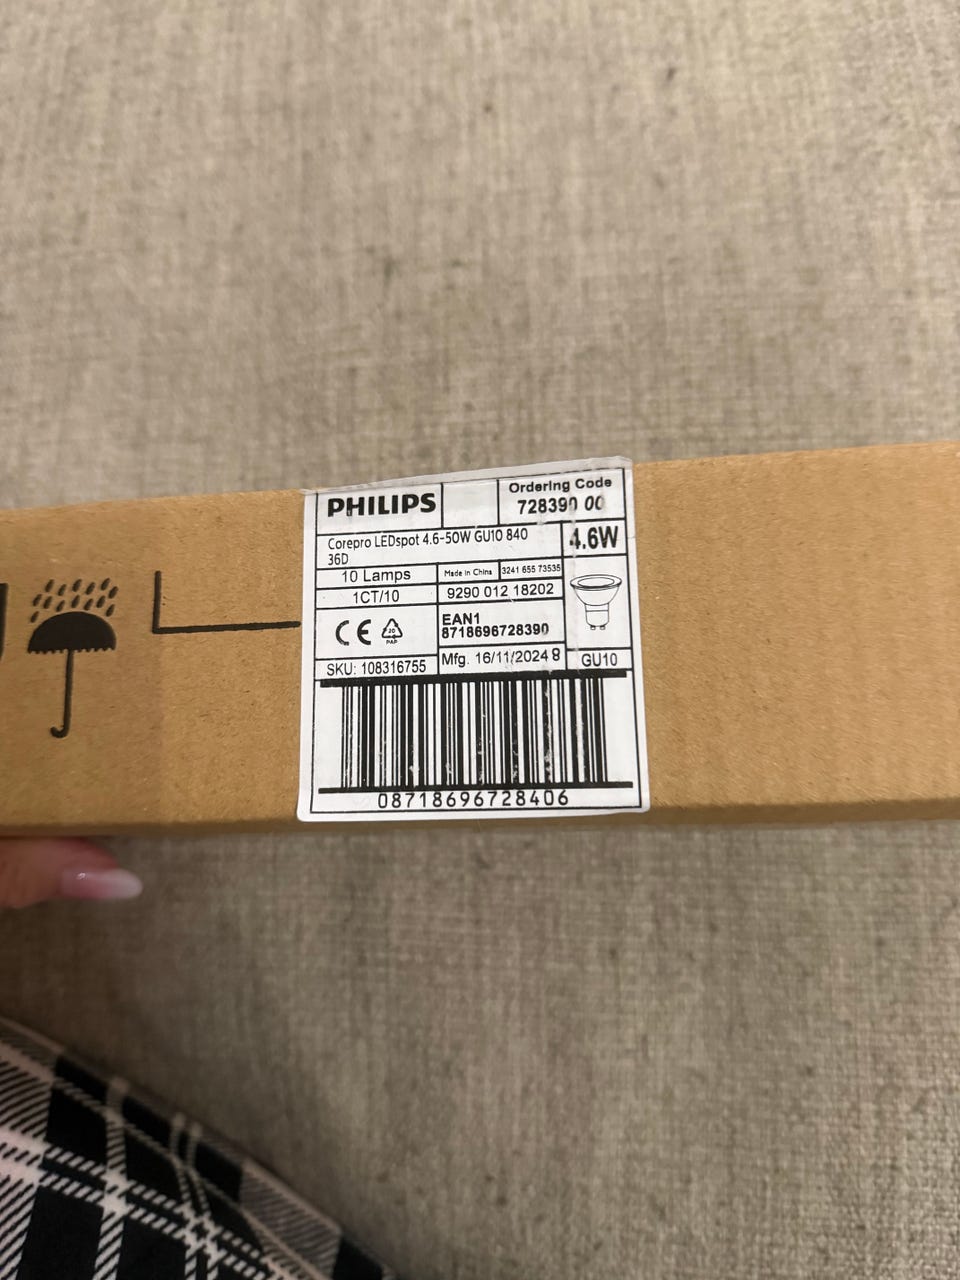 PHILIPS
Ordering Code
728390 00
Corepro LEDspot 4.6-50W GU10 840
36D
4.6W
10 Lamps
Made in China
3241 655 73535
1CT/10
9290 012 18202
CE
20
PAP
EAN1
8718696728390
SKU: 108316755
Mfg. 16/11/2024 8
GU10
08718696728406